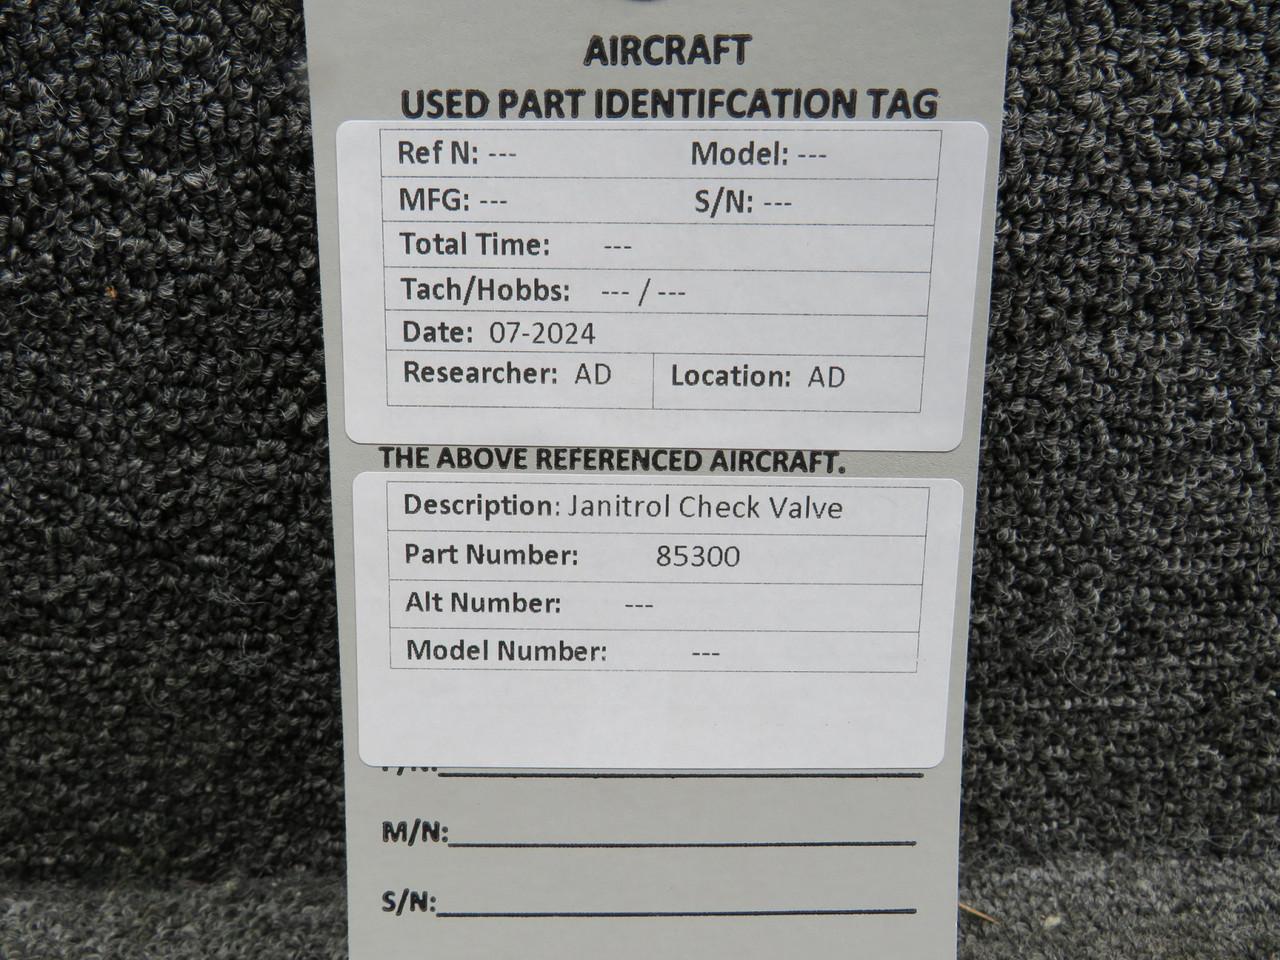 AIRCRAFT
USED PART IDENTIFCATION TAG
Ref N: --- Model: ---
MFG: --- S/N: ---
Total Time: ---
Tach/Hobbs: --- / ---
Date: 07-2024
Researcher: AD Location: AD
THE ABOVE REFERENCED AIRCRAFT.
Description: Janitrol Check Valve
Part Number: 85300
Alt Number: ---
Model Number: ---
M/N:
S/N: